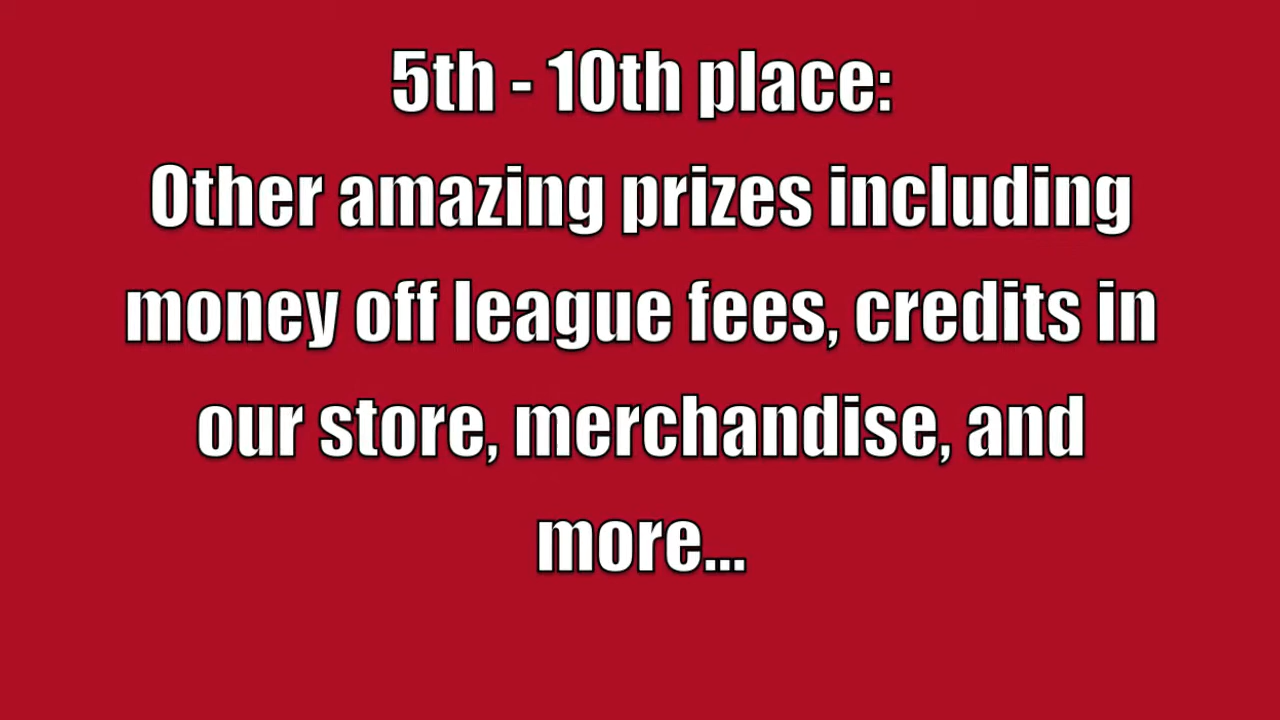 5th - 10th place:
Other amazing prizes including
money off league fees, credits in
our store, merchandise, and
more...